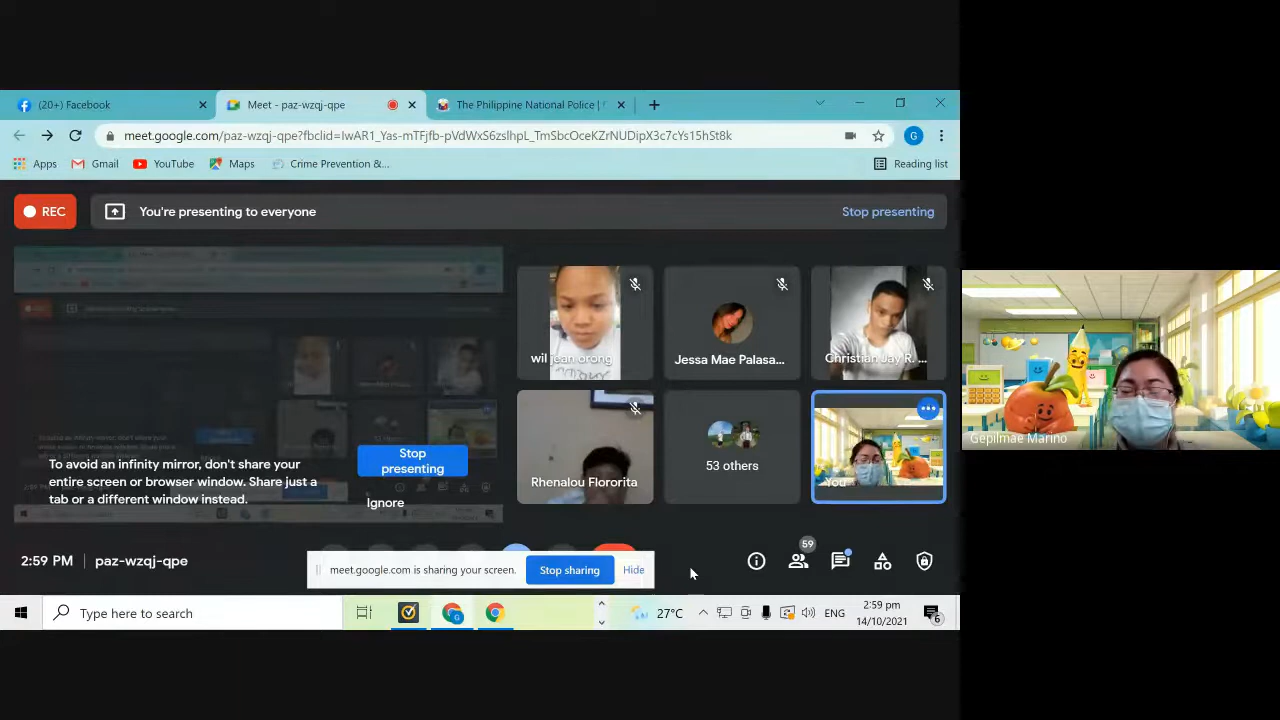 (20+) Facebook
Meet - paz-wzqj-qpe
The Philippine National Police |
meet.google.com/paz-wzqj-qpe?fbclid=IwAR1_Yas-mTFjfb-pVdWxS6zsIhpL_TmSbcOceKZrNUDipX3c7cYs15hSt8k
Apps
Gmail
YouTube
Maps
Crime Prevention &...
Reading list
REC
You're presenting to everyone
Stop presenting
wil jean orong
Jessa Mae Palasa...
Christian Jay R. ...
To avoid an infinity mirror, don't share your
entire screen or browser window. Share just a
tab or a different window instead.
Stop
presenting
Ignore
Rhenalou Flororita
53 others
You
Gepilmae Marino
2:59 PM | paz-wzqj-qpe
meet.google.com is sharing your screen.
Stop sharing
Hide
59
Type here to search
27°C
ENG
2:59 pm
14/10/2021
6